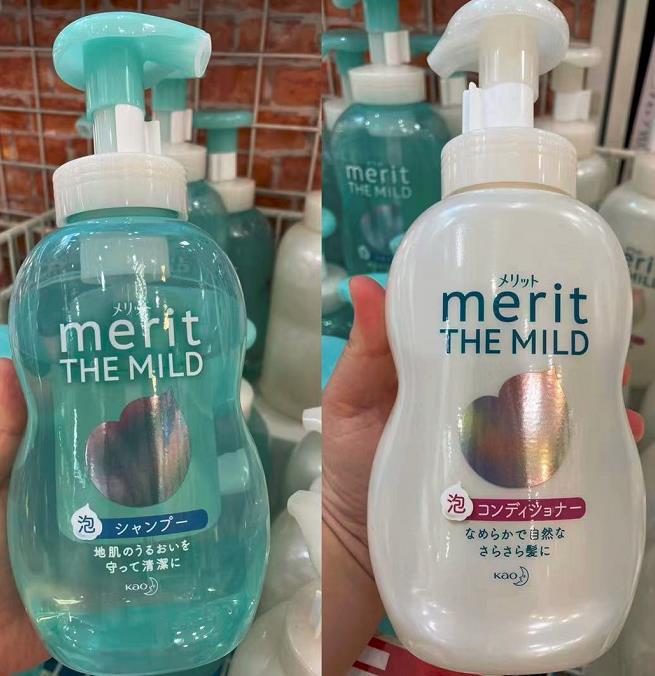 メリット
merit
THE MILD
泡 シャンプー
地肌のうるおいを
守って清潔に
Kao
merit
THE MILD
メリット
merit
THE MILD
泡 コンディショナー
なめらかで自然な
さらさら髪に
Kao